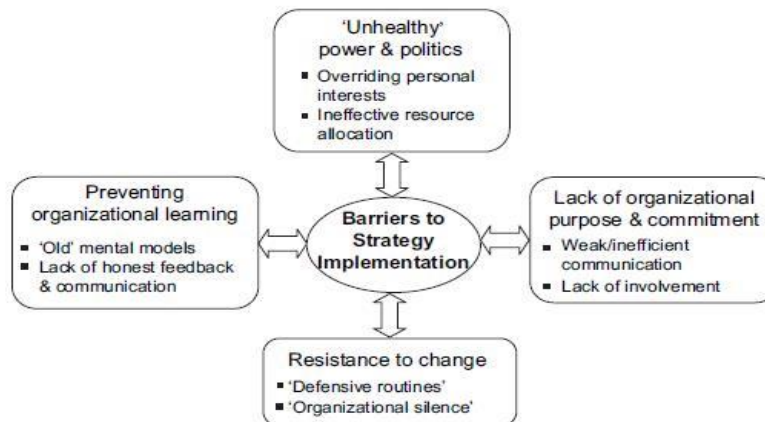 ‘Unhealthy’
power & politics
▪ Overriding personal
interests
▪ Ineffective resource
allocation
Preventing
organizational learning
▪ ‘Old’ mental models
▪ Lack of honest feedback
& communication
Barriers to
Strategy
Implementation
Lack of organizational
purpose & commitment
▪ Weak/inefficient
communication
▪ Lack of involvement
Resistance to change
▪ ‘Defensive routines’
▪ ‘Organizational silence’